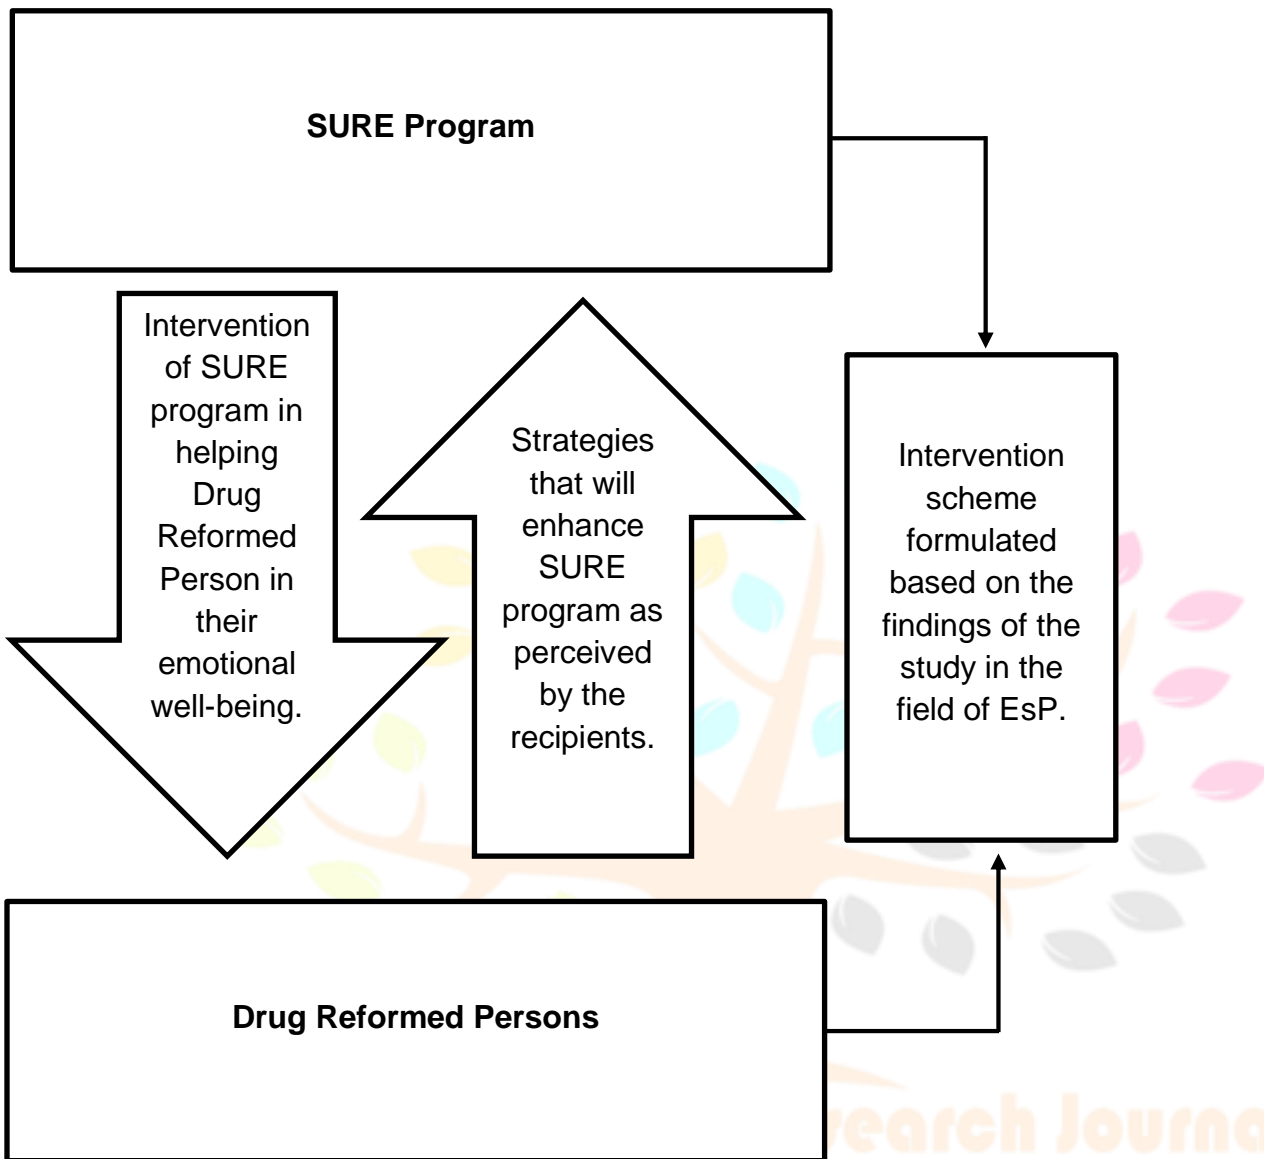 SURE Program
Intervention
of SURE
program in
helping
Drug
Reformed
Person in
their
emotional
well-being.
Strategies
that will
enhance
SURE
program as
perceived
by the
recipients.
Intervention
scheme
formulated
based on the
findings of the
study in the
field of EsP.
Drug Reformed Persons
search Journa